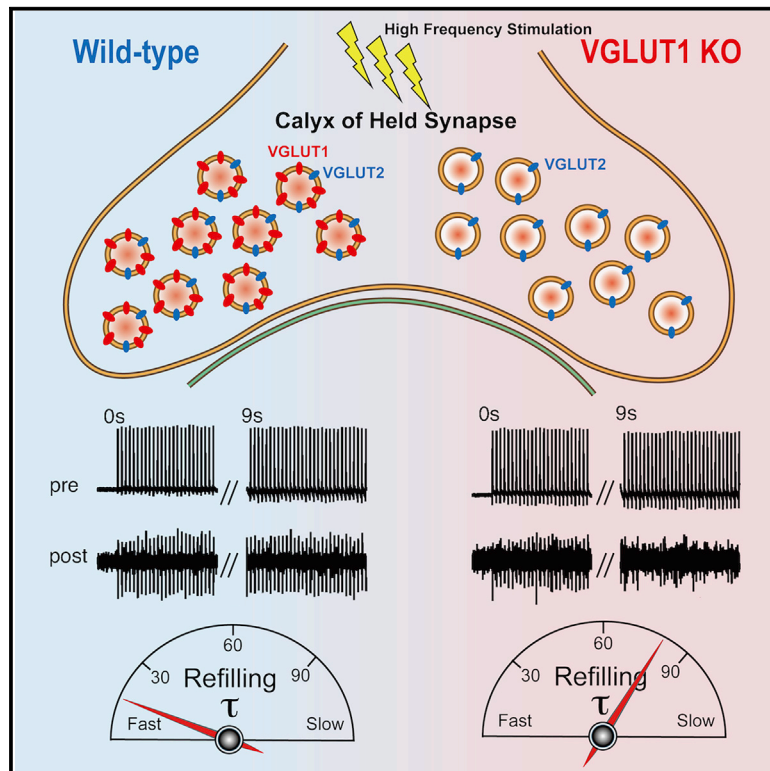 High Frequency Stimulation
Wild-type
VGLUT1 KO
Calyx of Held Synapse
VGLUT1
VGLUT2
VGLUT2
0s
9s
0s
9s
pre
post
60
30
90
Refilling
τ
Fast
Slow
60
30
90
Refilling
τ
Fast
Slow